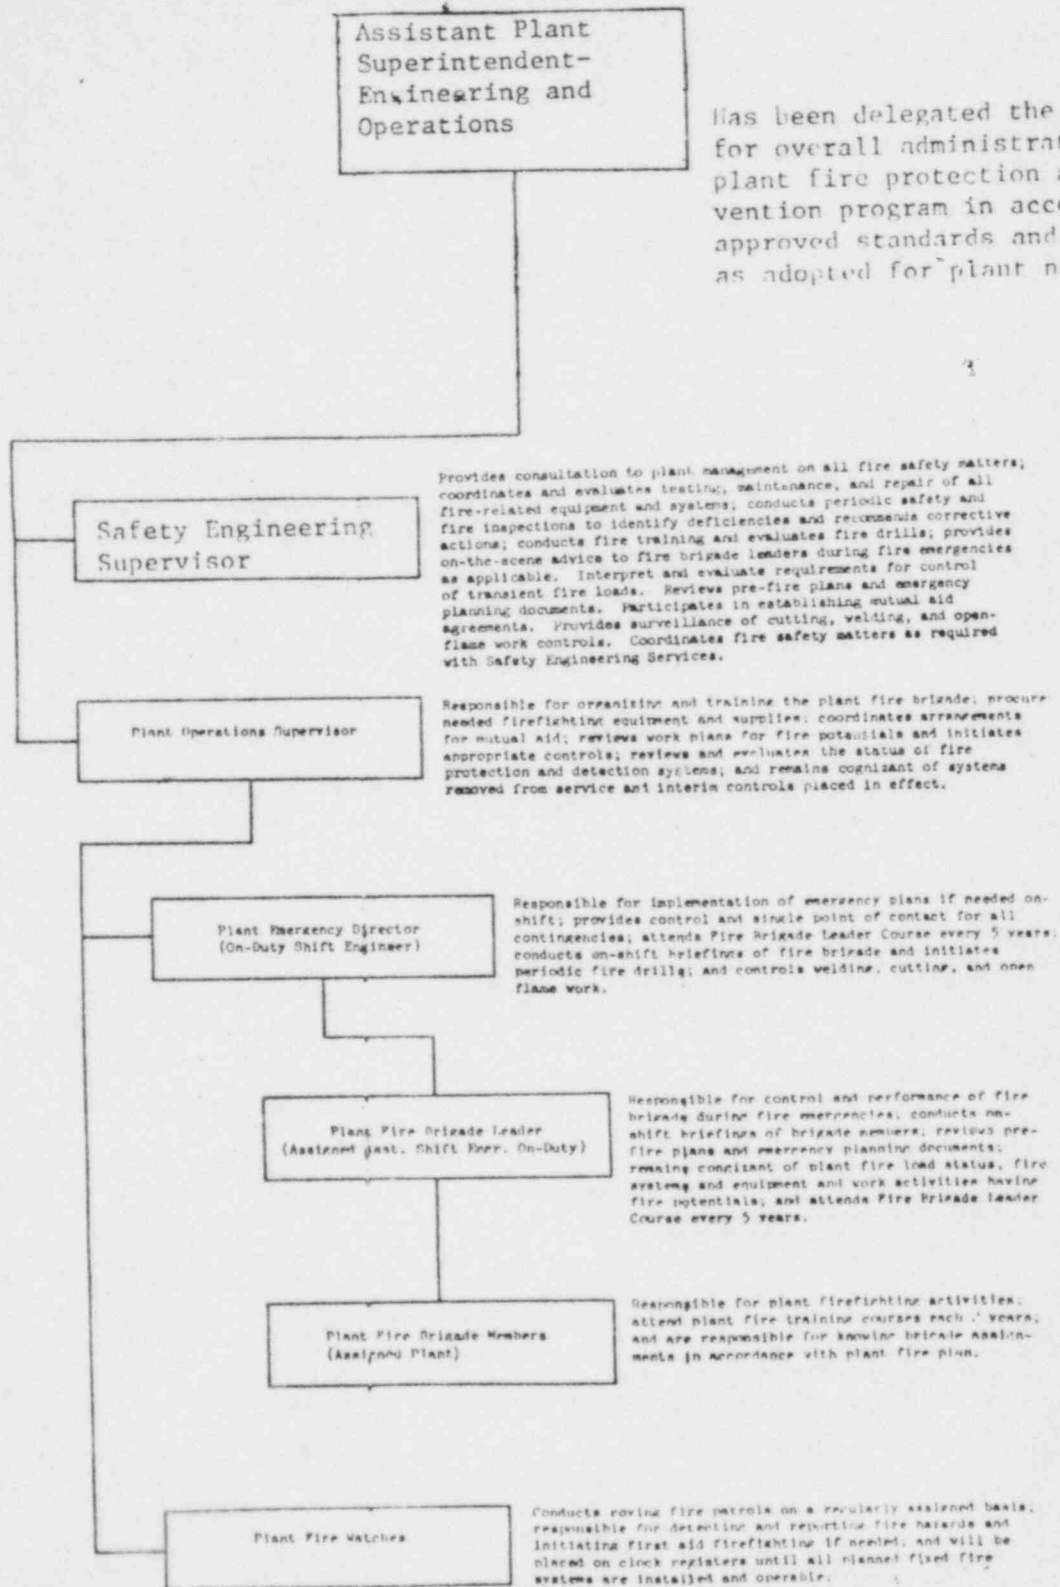 Assistant Plant
Superintendent-
Engineering and
Operations
Has been delegated the
for overall administrat
plant fire protection a
vention program in acco
approved standards and
as adopted for plant n
Provides consultation to plant management on all fire safety matters;
coordinates and evaluates testing, maintenance, and repair of all
fire-related equipment and systems; conducts periodic safety and
fire inspections to identify deficiencies and recommends corrective
actions; conducts fire training and evaluates fire drills; provides
on-the-scene advice to fire brigade leaders during fire emergencies
as applicable. Interpret and evaluate requirements for control
of transient fire loads. Reviews pre-fire plans and emergency
planning documents. Participates in establishing mutual aid
agreements. Provides surveillance of cutting, welding, and open-
flame work controls. Coordinates fire safety matters as required
with Safety Engineering Services.
Safety Engineering
Supervisor
Responsible for organizing and training the plant fire brigade; procure
needed firefighting equipment and supplies; coordinates arrangements
for mutual aid; reviews work plans for fire potentials and initiates
appropriate controls; reviews and evaluates the status of fire
protection and detection systems; and remains cognizant of systems
removed from service and interim controls placed in effect.
Plant Operations Supervisor
Responsible for implementation of emergency plans if needed on-
shift; provides control and single point of contact for all
contingencies; attends Fire Brigade Leader Course every 5 years;
conducts on-shift briefings of fire brigade and initiates
periodic fire drills; and controls welding, cutting, and open
flame work.
Plant Emergency Director
(On-Duty Shift Engineer)
Responsible for control and performance of fire
brigade during fire emergencies; conducts on-
shift briefings of brigade members; reviews pre-
fire plans and emergency planning documents;
remains cognizant of plant fire load status, fire
systems and equipment and work activities having
fire potentials; and attends Fire Brigade Leader
Course every 5 years.
Plant Fire Brigade Leader
(Assigned Asst. Shift Engr. On-Duty)
Responsible for plant firefighting activities;
attend plant fire training courses each years;
and are responsible for knowing brigade assign-
ments in accordance with plant fire plan.
Plant Fire Brigade Members
(Assigned Plant)
Conducts roving fire patrols on a regularly assigned basis;
responsible for detecting and reporting fire hazards and
initiating first aid firefighting if needed; and will be
placed on clock registers until all planned fixed fire
systems are installed and operable.
Plant Fire Watches